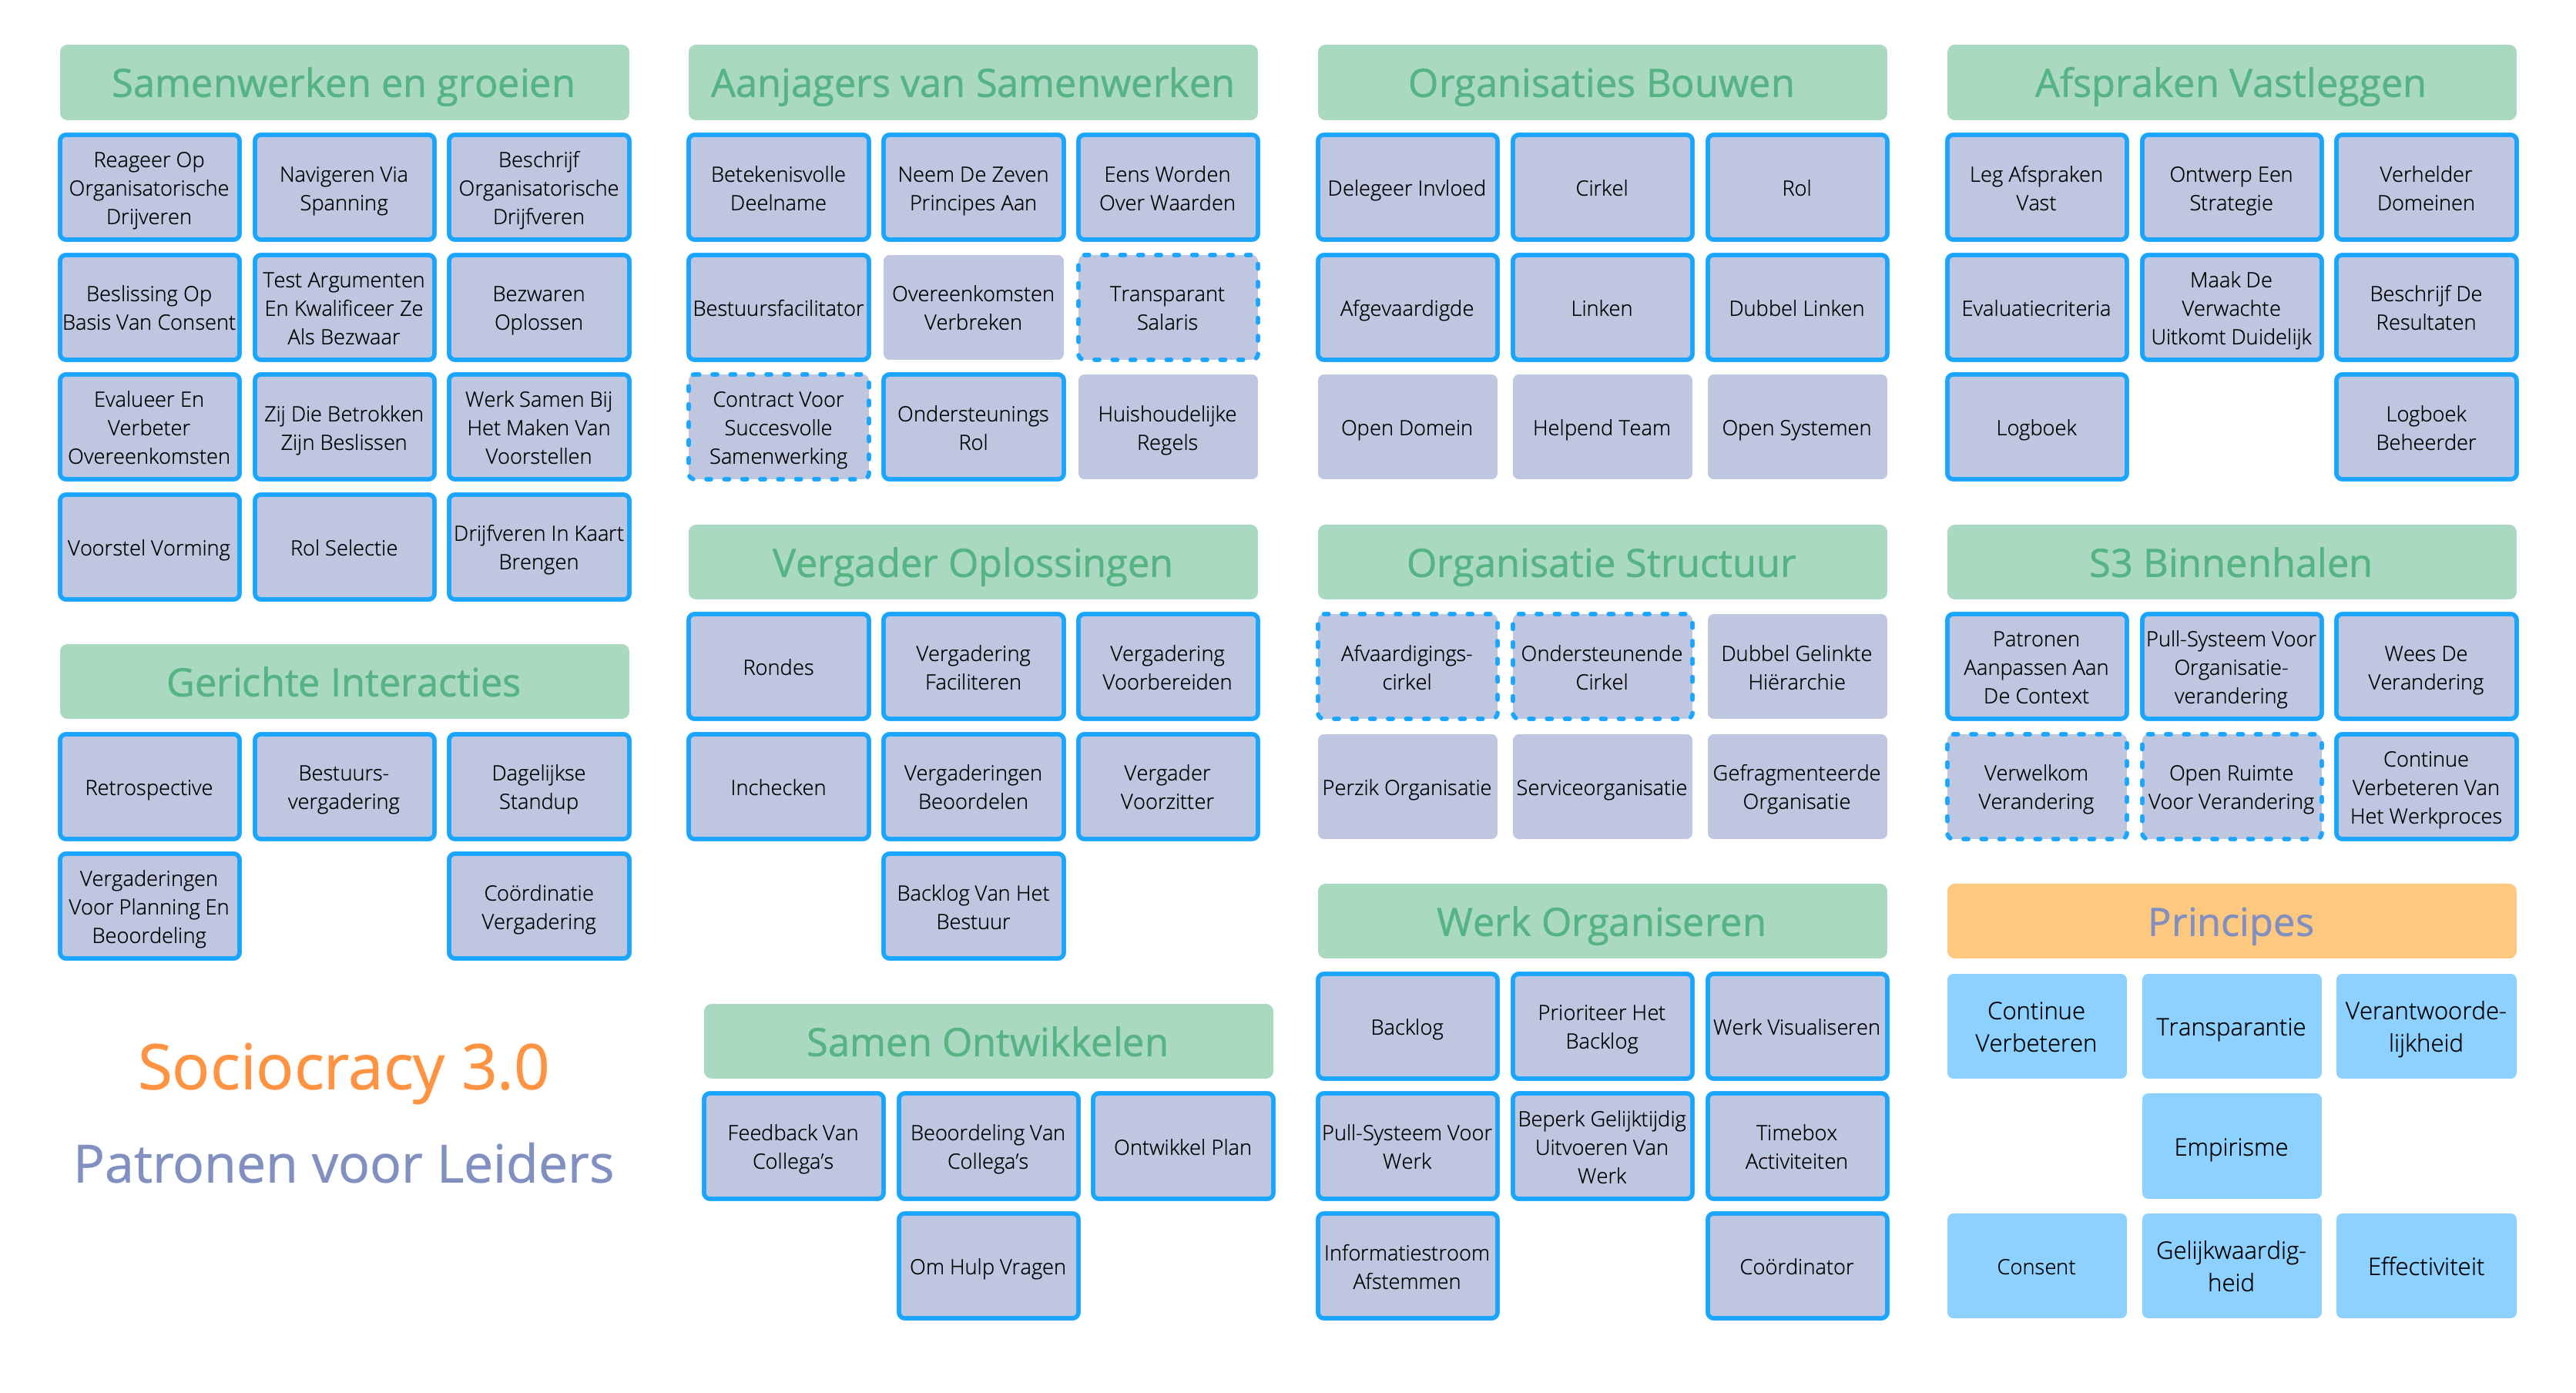 Samenwerken en groeien
Reageer Op
Organisatorische
Drijveren
Navigeren Via
Spanning
Beschrijf
Organisatorische
Drijfveren
Beslissing Op
Basis Van Consent
Test Argumenten
En Kwalificeer Ze
Als Bezwaar
Bezwaren
Oplossen
Evalueer En
Verbeter
Overeenkomsten
Zij Die Betrokken
Zijn Beslissen
Werk Samen Bij
Het Maken Van
Voorstellen
Voorstel Vorming
Rol Selectie
Drijfveren In Kaart
Brengen
Gerichte Interacties
Retrospective
Bestuurs-
vergadering
Dagelijkse
Standup
Vergaderingen
Voor Planning En
Beoordeling
Coördinatie
Vergadering
Sociocracy 3.0
Patronen voor Leiders
Aanjagers van Samenwerken
Betekenisvolle
Deelname
Neem De Zeven
Principes Aan
Eens Worden
Over Waarden
Bestuursfacilitator
Overeenkomsten
Verbreken
Transparant
Salaris
Contract Voor
Succesvolle
Samenwerking
Ondersteunings
Rol
Huishoudelijke
Regels
Vergader Oplossingen
Rondes
Vergadering
Faciliteren
Vergadering
Voorbereiden
Inchecken
Vergaderingen
Beoordelen
Vergader
Voorzitter
Backlog Van Het
Bestuur
Samen Ontwikkelen
Feedback Van
Collega’s
Beoordeling Van
Collega’s
Ontwikkel Plan
Om Hulp Vragen
Organisaties Bouwen
Delegeer Invloed
Cirkel
Rol
Afgevaardigde
Linken
Dubbel Linken
Open Domein
Helpend Team
Open Systemen
Organisatie Structuur
Afvaardigings-
cirkel
Ondersteunende
Cirkel
Dubbel Gelinkte
Hiërarchie
Perzik Organisatie
Serviceorganisatie
Gefragmenteerde
Organisatie
Werk Organiseren
Backlog
Prioriteer Het
Backlog
Werk Visualiseren
Pull-Systeem Voor
Werk
Beperk Gelijktijdig
Uitvoeren Van
Werk
Timebox
Activiteiten
Informatiestroom
Afstemmen
Coördinator
Afspraken Vastleggen
Leg Afspraken
Vast
Ontwerp Een
Strategie
Verhelder
Domeinen
Evaluatiecriteria
Maak De
Verwachte
Uitkomt Duidelijk
Beschrijf De
Resultaten
Logboek
Logboek
Beheerder
S3 Binnenhalen
Patronen
Aanpassen Aan
De Context
Pull-Systeem Voor
Organisatie-
verandering
Wees De
Verandering
Verwelkom
Verandering
Open Ruimte
Voor Verandering
Continue
Verbeteren Van
Het Werkproces
Principes
Continue
Verbeteren
Transparantie
Verantwoorde-
lijkheid
Empirisme
Consent
Gelijkwaardig-
heid
Effectiviteit